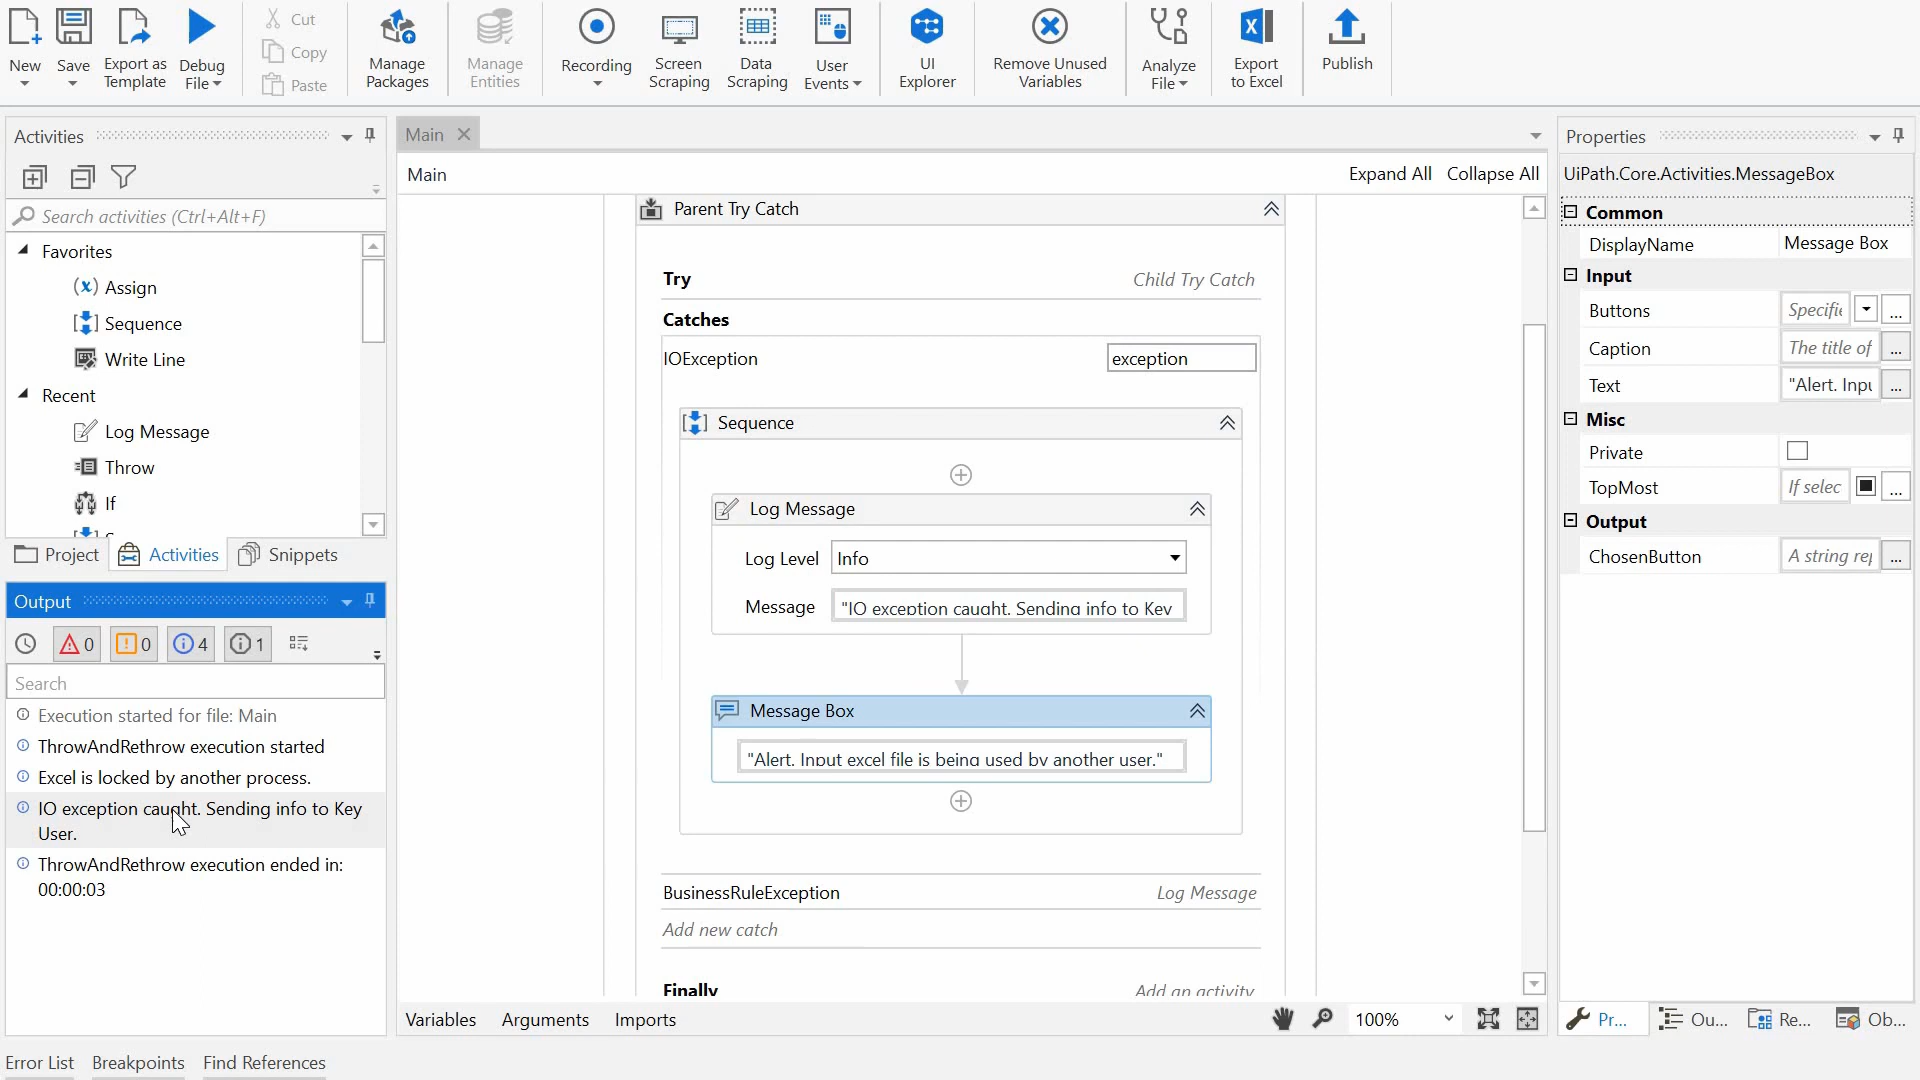 New
Save
Export as
Template
Debug
File
Cut
Copy
Paste
Manage
Packages
Manage
Entities
Recording
Screen
Scraping
Data
Scraping
User
Events
UI
Explorer
Remove Unused
Variables
Analyze
File
Export
to Excel
Publish
Activities
Search activities (Ctrl+Alt+F)
Favorites
Assign
Sequence
Write Line
Recent
Log Message
Throw
If
Project
Activities
Snippets
Output
0
0
4
1
Search
Execution started for file: Main
ThrowAndRethrow execution started
Excel is locked by another process.
IO exception caught. Sending info to Key
User.
ThrowAndRethrow execution ended in:
00:00:03
Main
Main
Expand All
Collapse All
Parent Try Catch
Try
Child Try Catch
Catches
IOException
exception
Sequence
Log Message
Log Level
Info
Message
"IO exception caught. Sending info to Key
Message Box
"Alert. Input excel file is being used by another user."
BusinessRuleException
Log Message
Add new catch
Finally
Add an activity
Variables
Arguments
Imports
100%
Properties
UiPath.Core.Activities.MessageBox
Common
DisplayName
Message Box
Input
Buttons
Specifi
...
Caption
The title of
...
Text
"Alert. Inpu
...
Misc
Private
TopMost
If selec
...
Output
ChosenButton
A string rep
...
Pr...
Ou...
Re...
Ob...
Error List
Breakpoints
Find References